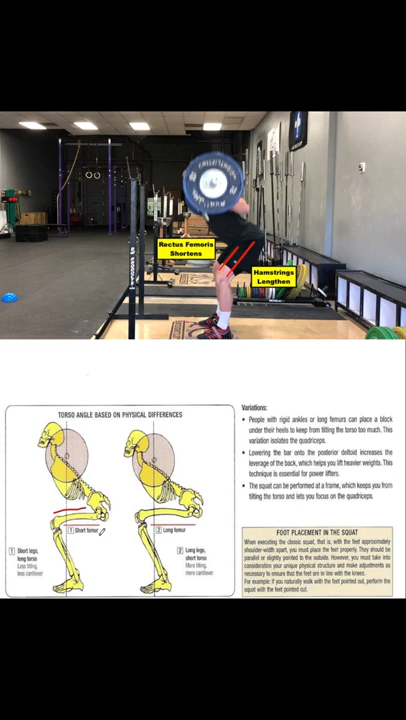 Rectus Femoris
Shortens
Hamstrings
Lengthen
TORSO ANGLE BASED ON PHYSICAL DIFFERENCES
1 Short femur
2 Long femur
1 Short legs,
long torso
Less tilting,
less cantilever
2 Long legs,
short torso
More tilting,
more cantilever
Variations:
• People with rigid ankles or long femurs can place a block
under their heels to keep from tilting the torso too much. This
variation isolates the quadriceps.
• Lowering the bar onto the posterior deltoid increases the
leverage of the back, which helps you lift heavier weights. This
technique is essential for power lifters.
• The squat can be performed at a frame, which keeps you from
tilting the torso and lets you focus on the quadriceps.
FOOT PLACEMENT IN THE SQUAT
When executing the classic squat, that is, with the feet approximately
shoulder-width apart, you must place the feet properly. They should be
parallel or slightly pointed to the outside. However, you must take into
consideration your unique physical structure and make adjustments as
necessary to ensure that the feet are in line with the knees.
For example: If you naturally walk with the feet pointed out, perform the
squat with the feet pointed out.